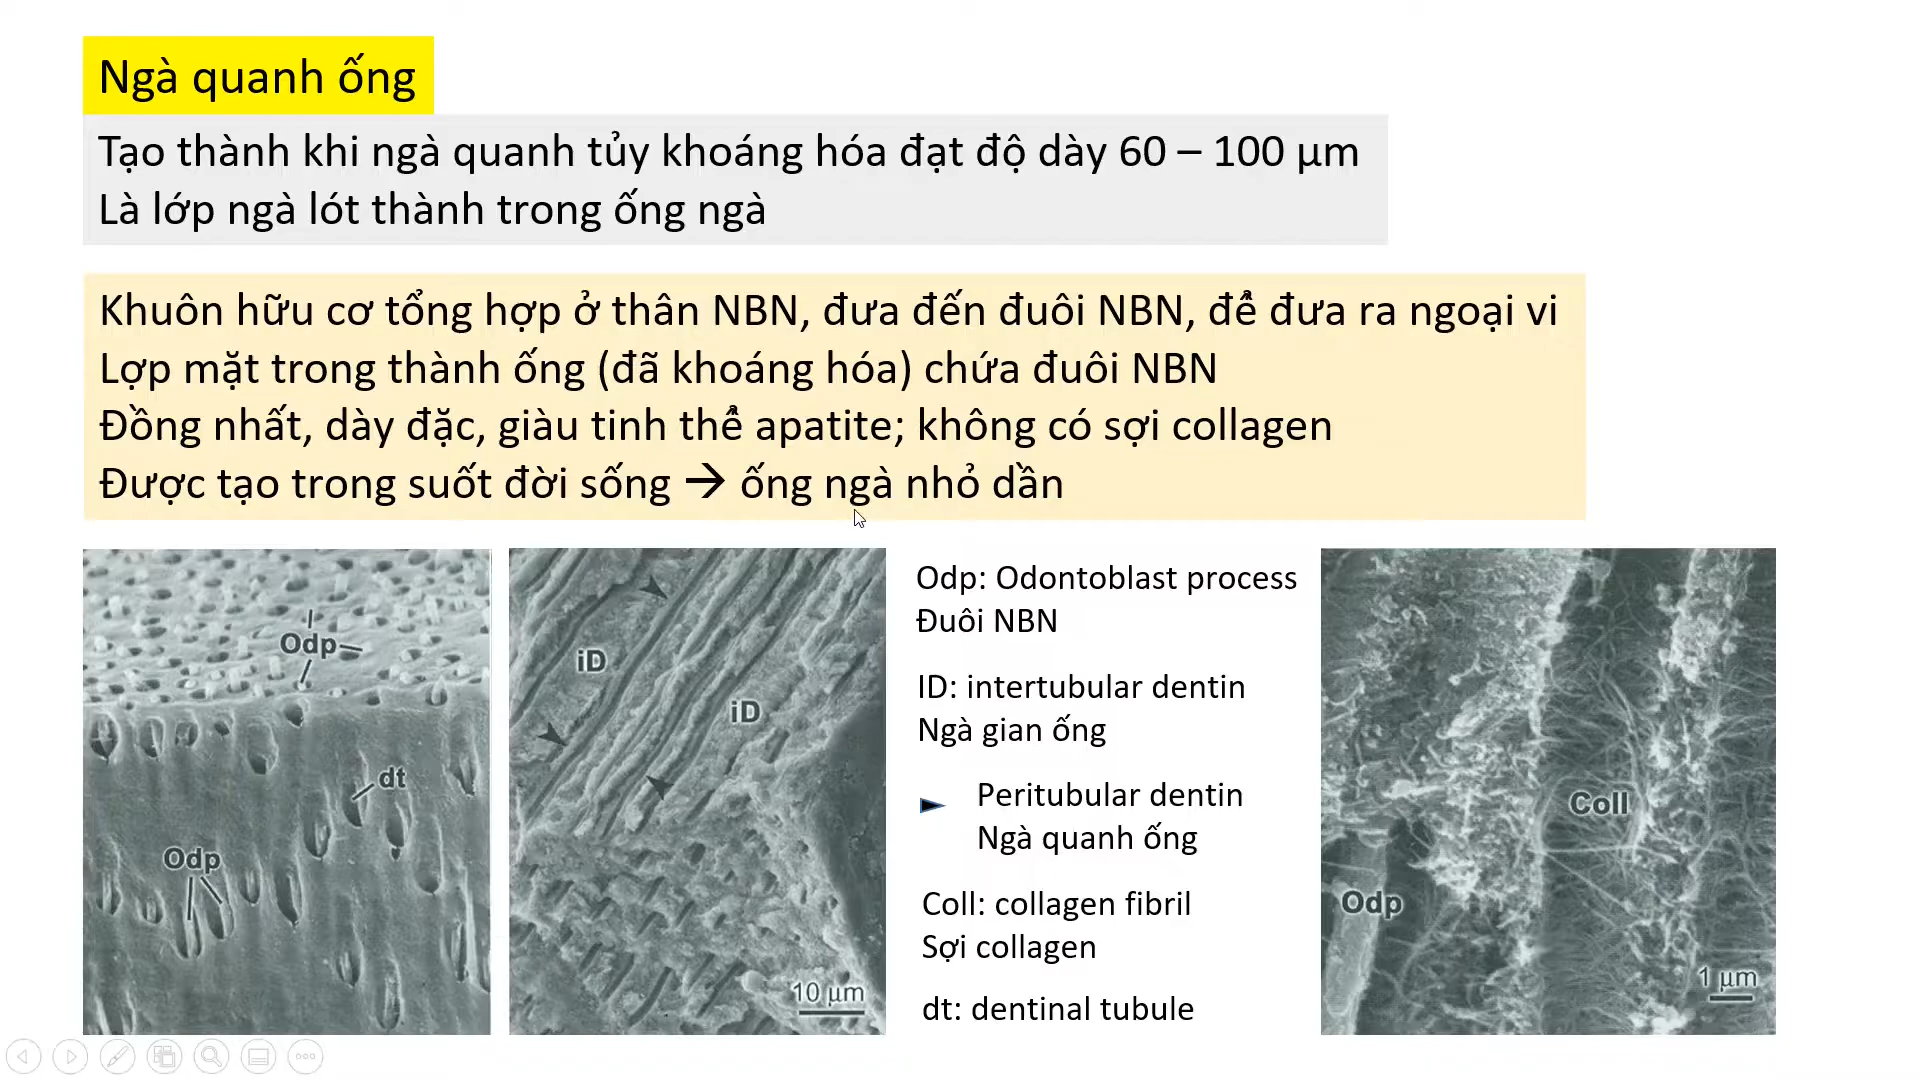 Ngà quanh ống
Tạo thành khi ngà quanh tủy khoáng hóa đạt độ dày 60 – 100 µm
Là lớp ngà lót thành trong ống ngà
Khuôn hữu cơ tổng hợp ở thân NBN, đưa đến đuôi NBN, để đưa ra ngoại vi
Lợp mặt trong thành ống (đã khoáng hóa) chứa đuôi NBN
Đồng nhất, dày đặc, giàu tinh thể apatite; không có sợi collagen
Được tạo trong suốt đời sống → ống ngà nhỏ dần
Odp
dt
Odp
iD
iD
10 µm
Odp: Odontoblast process
Đuôi NBN
ID: intertubular dentin
Ngà gian ống
Peritubular dentin
Ngà quanh ống
Coll: collagen fibril
Sợi collagen
dt: dentinal tubule
Coll
Odp
1 µm